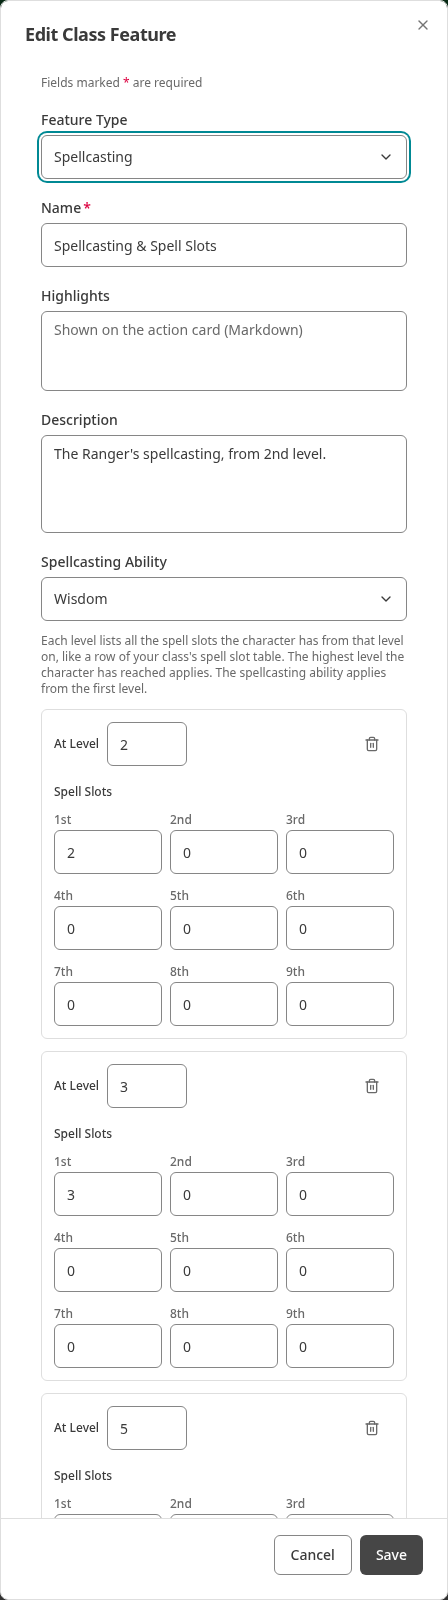 Edit Class Feature
Fields marked * are required
Feature Type
Spellcasting
Name *
Spellcasting & Spell Slots
Highlights
Shown on the action card (Markdown)
Description
The Ranger's spellcasting, from 2nd level.
Spellcasting Ability
Wisdom
Each level lists all the spell slots the character has from that level
on, like a row of your class's spell slot table. The highest level the
character has reached applies. The spellcasting ability applies
from the first level.
At Level 2
Spell Slots
1st 2nd 3rd
2 0 0
4th 5th 6th
0 0 0
7th 8th 9th
0 0 0
At Level 3
Spell Slots
1st 2nd 3rd
3 0 0
4th 5th 6th
0 0 0
7th 8th 9th
0 0 0
At Level 5
Spell Slots
1st 2nd 3rd
Cancel Save